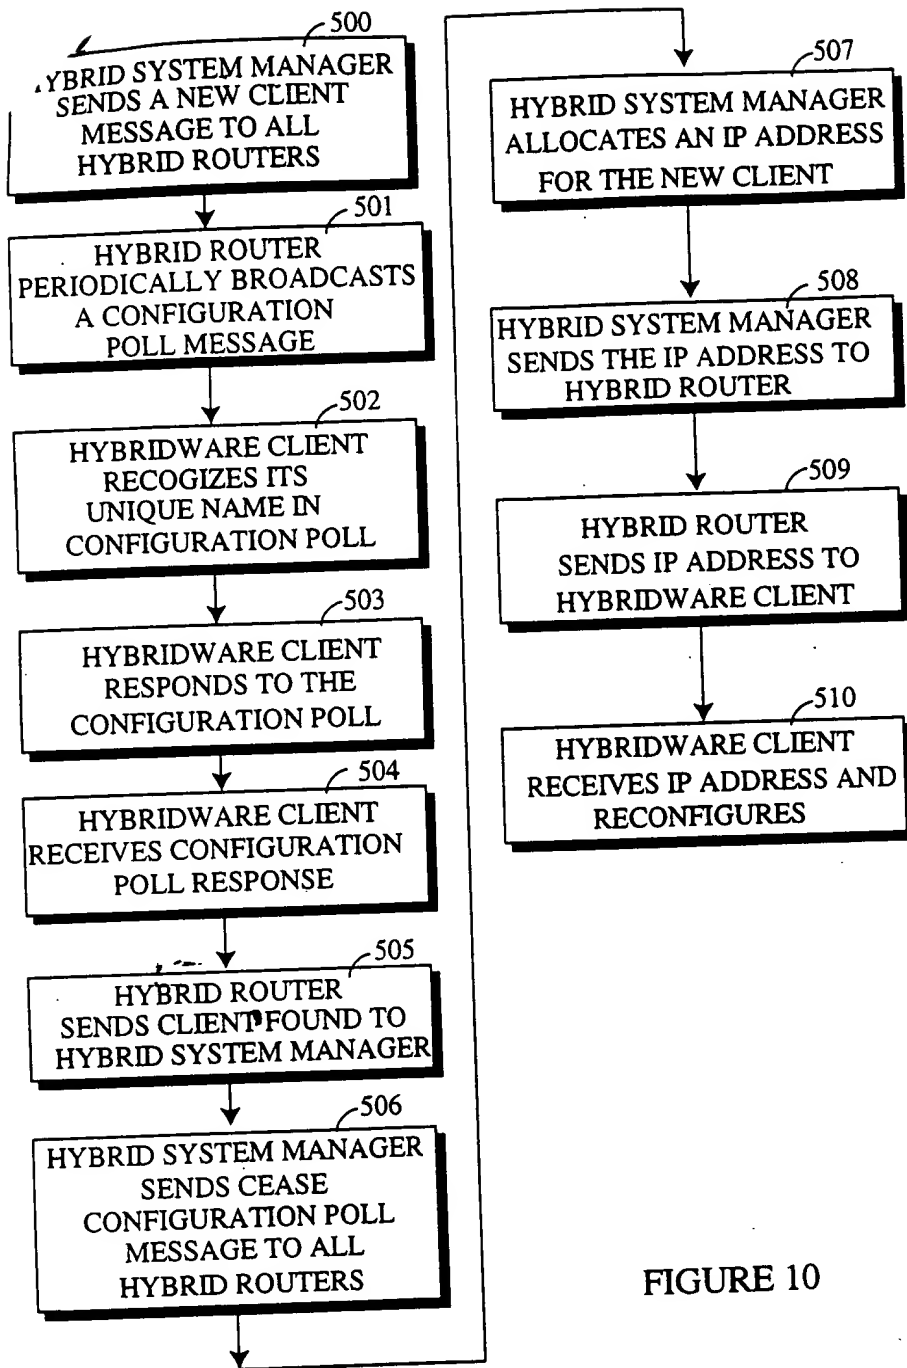 500
YBRID SYSTEM MANAGER
SENDS A NEW CLIENT
MESSAGE TO ALL
HYBRID ROUTERS
501
HYBRID ROUTER
PERIODICALLY BROADCASTS
A CONFIGURATION
POLL MESSAGE
502
HYBRIDWARE CLIENT
RECOGIZES ITS
UNIQUE NAME IN
CONFIGURATION POLL
503
HYBRIDWARE CLIENT
RESPONDS TO THE
CONFIGURATION POLL
504
HYBRIDWARE CLIENT
RECEIVES CONFIGURATION
POLL RESPONSE
505
HYBRID ROUTER
SENDS CLIENT FOUND TO
HYBRID SYSTEM MANAGER
506
HYBRID SYSTEM MANAGER
SENDS CEASE
CONFIGURATION POLL
MESSAGE TO ALL
HYBRID ROUTERS
507
HYBRID SYSTEM MANAGER
ALLOCATES AN IP ADDRESS
FOR THE NEW CLIENT
508
HYBRID SYSTEM MANAGER
SENDS THE IP ADDRESS TO
HYBRID ROUTER
509
HYBRID ROUTER
SENDS IP ADDRESS TO
HYBRIDWARE CLIENT
510
HYBRIDWARE CLIENT
RECEIVES IP ADDRESS AND
RECONFIGURES
FIGURE 10